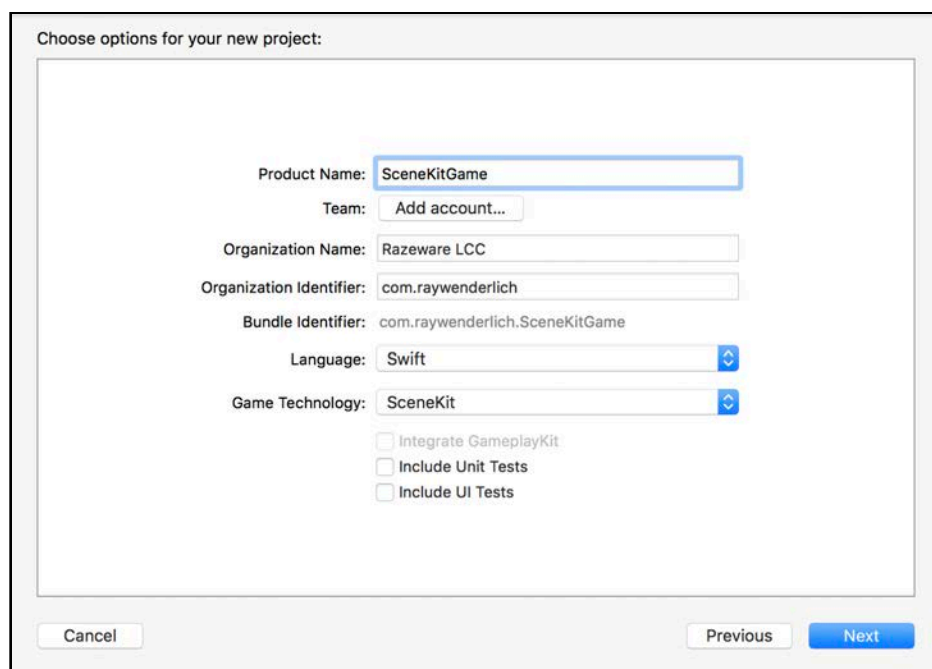 Choose options for your new project:
Product Name: SceneKitGame
Team: Add account...
Organization Name: Razeware LCC
Organization Identifier: com.raywenderlich
Bundle Identifier: com.raywenderlich.SceneKitGame
Language: Swift
Game Technology: SceneKit
Integrate GameplayKit
Include Unit Tests
Include UI Tests
Cancel Previous Next